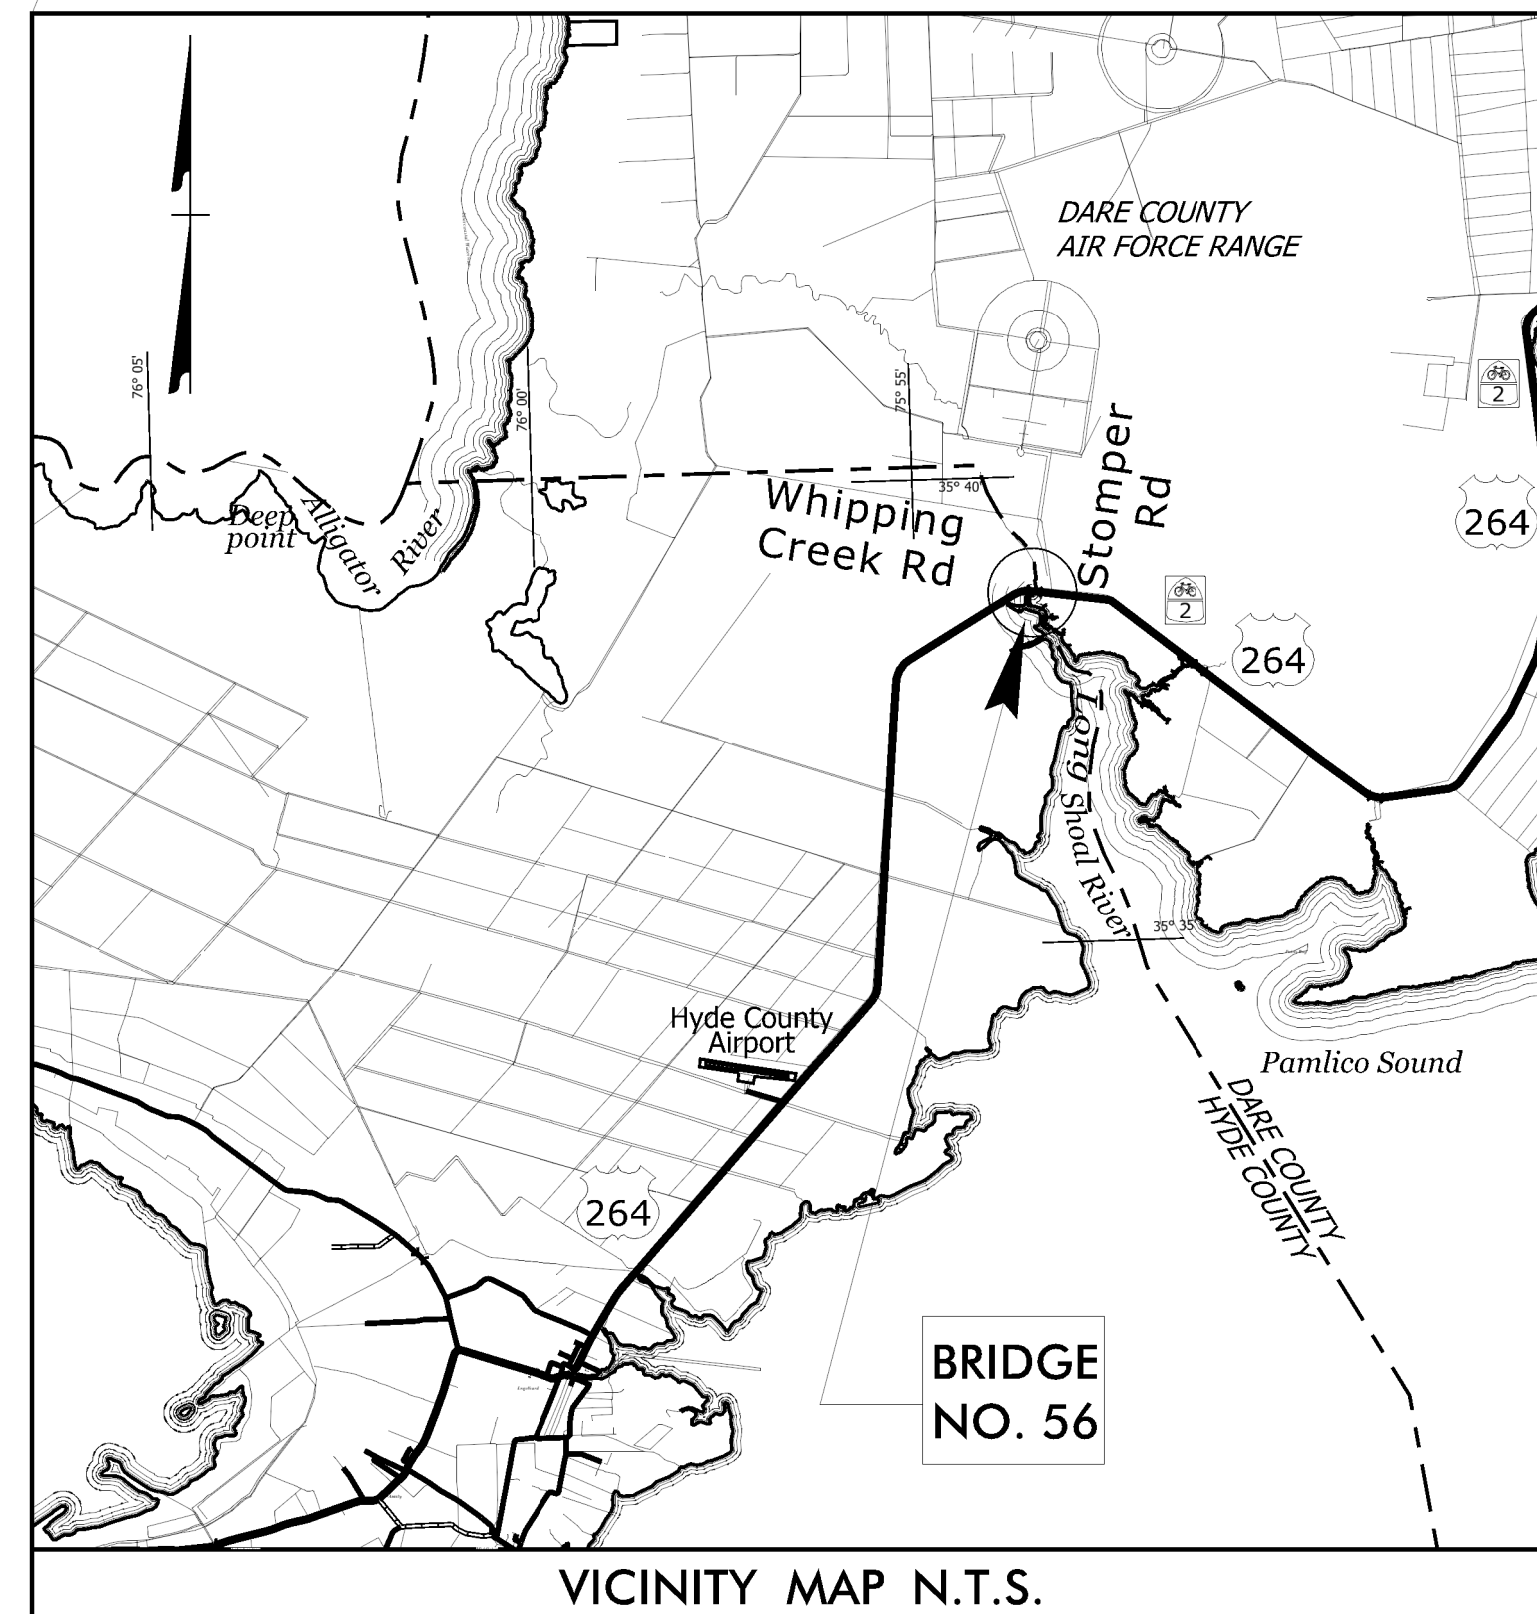 DARE COUNTY
AIR FORCE RANGE
76° 05'
76° 00'
75° 55'
2
264
35° 40'
Whipping
Creek Rd
Stomper
Rd
Deep
point
Alligator
River
2
264
Long Shoal River
35° 35'
Hyde County
Airport
Pamlico Sound
DARE COUNTY
HYDE COUNTY
264
BRIDGE
NO. 56
Engelhard
VICINITY MAP N.T.S.